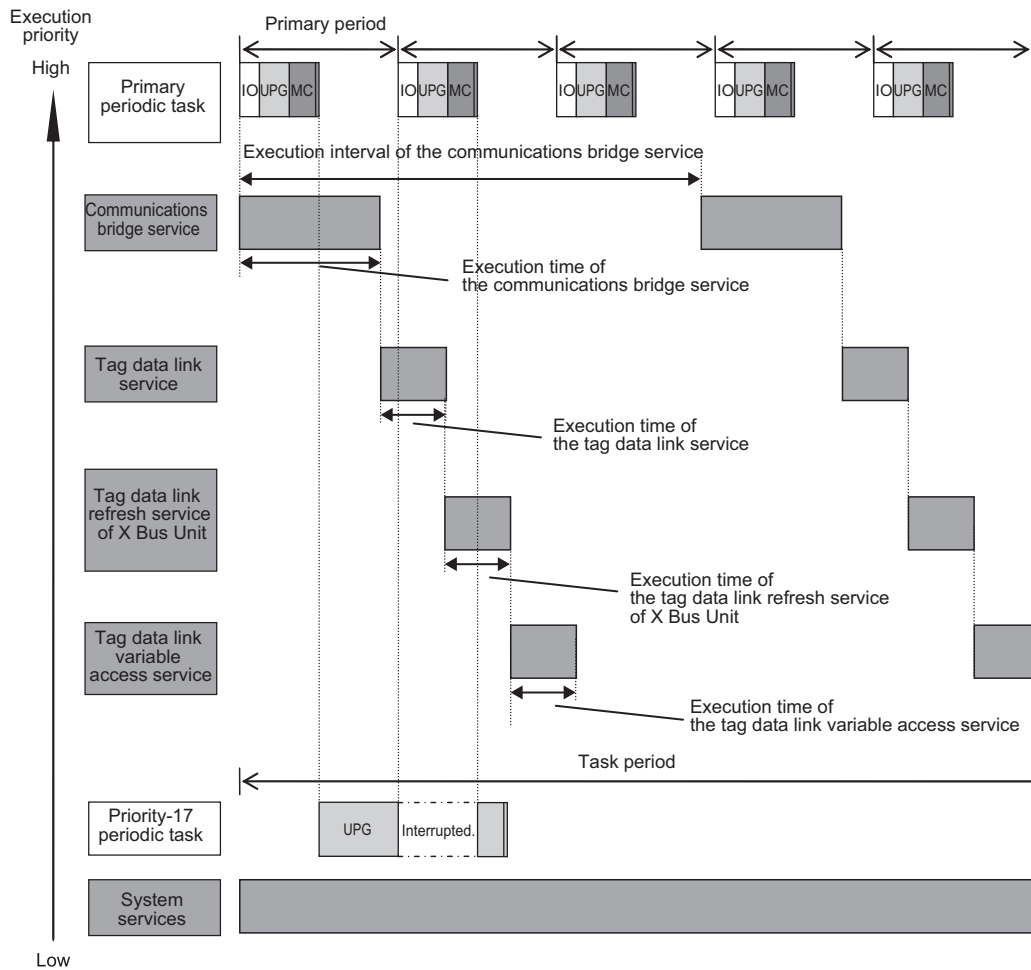 Execution
priority
High
Primary period
Primary
periodic task
IO UPG MC
IO UPG MC
IO UPG MC
IO UPG MC
IO UPG MC
Execution interval of the communications bridge service
Communications
bridge service
Execution time of
the communications bridge service
Tag data link
service
Execution time of
the tag data link service
Tag data link
refresh service
of X Bus Unit
Execution time of
the tag data link refresh service
of X Bus Unit
Tag data link
variable
access service
Execution time of
the tag data link variable access service
Task period
Priority-17
periodic task
UPG
Interrupted.
System
services
Low